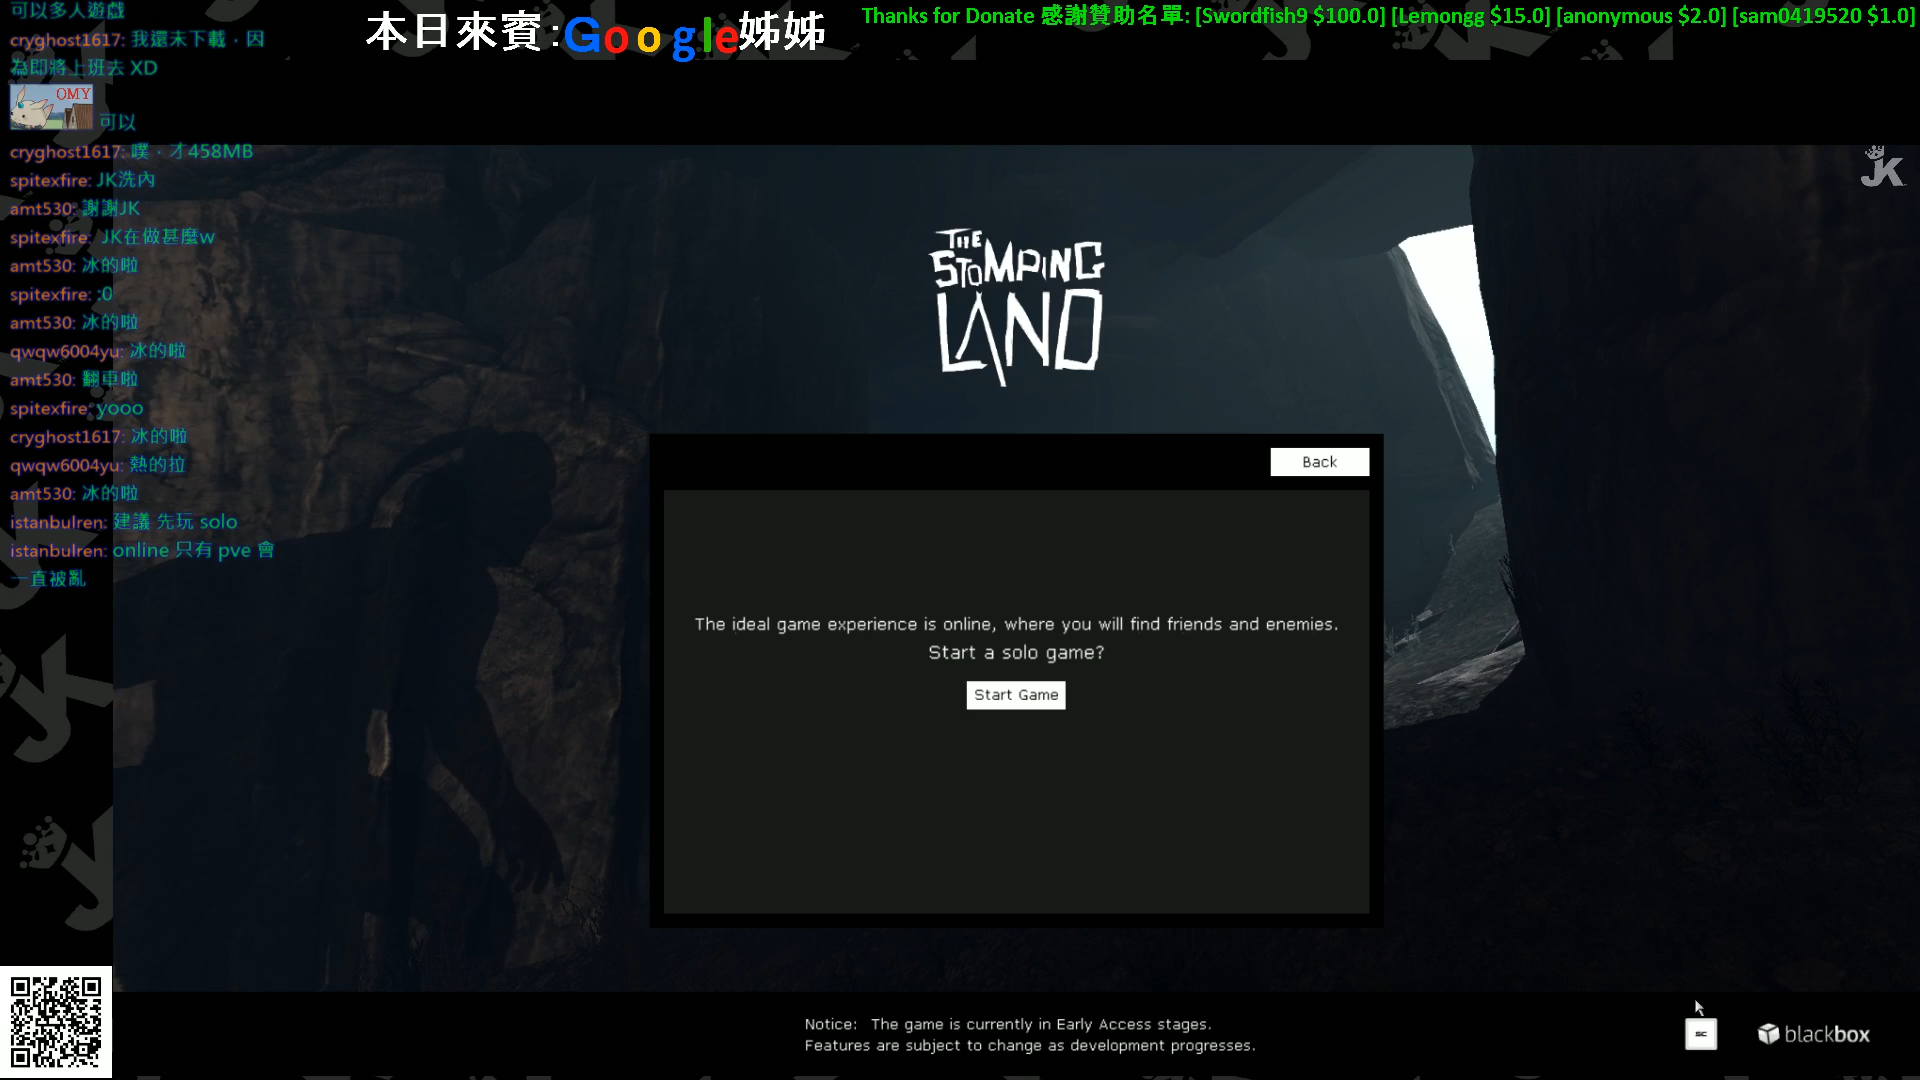 可以多人遊戲
cryghost1617: 我還未下載﹐因
為即將上班去 XD
OMY
可以
cryghost1617: 噗﹐才458MB
spitexfire: JK洗內
amt530: 謝謝JK
spitexfire: JK在做甚麼w
amt530: 冰的啦
spitexfire: :0
amt530: 冰的啦
qwqw6004yu: 冰的啦
amt530: 翻車啦
spitexfire: yooo
cryghost1617: 冰的啦
qwqw6004yu: 熱的拉
amt530: 冰的啦
istanbulren: 建議 先玩 solo
istanbulren: online 只有 pve 會
一直被亂
本日來賓:Google姊姊
Thanks for Donate 感謝贊助名單: [Swordfish9 $100.0] [Lemongg $15.0] [anonymous $2.0] [sam0419520 $1.0]
JK
THE
STOMPING
LAND
Back
The ideal game experience is online, where you will find friends and enemies.
Start a solo game?
Start Game
Notice: The game is currently in Early Access stages.
Features are subject to change as development progresses.
SC
blackbox